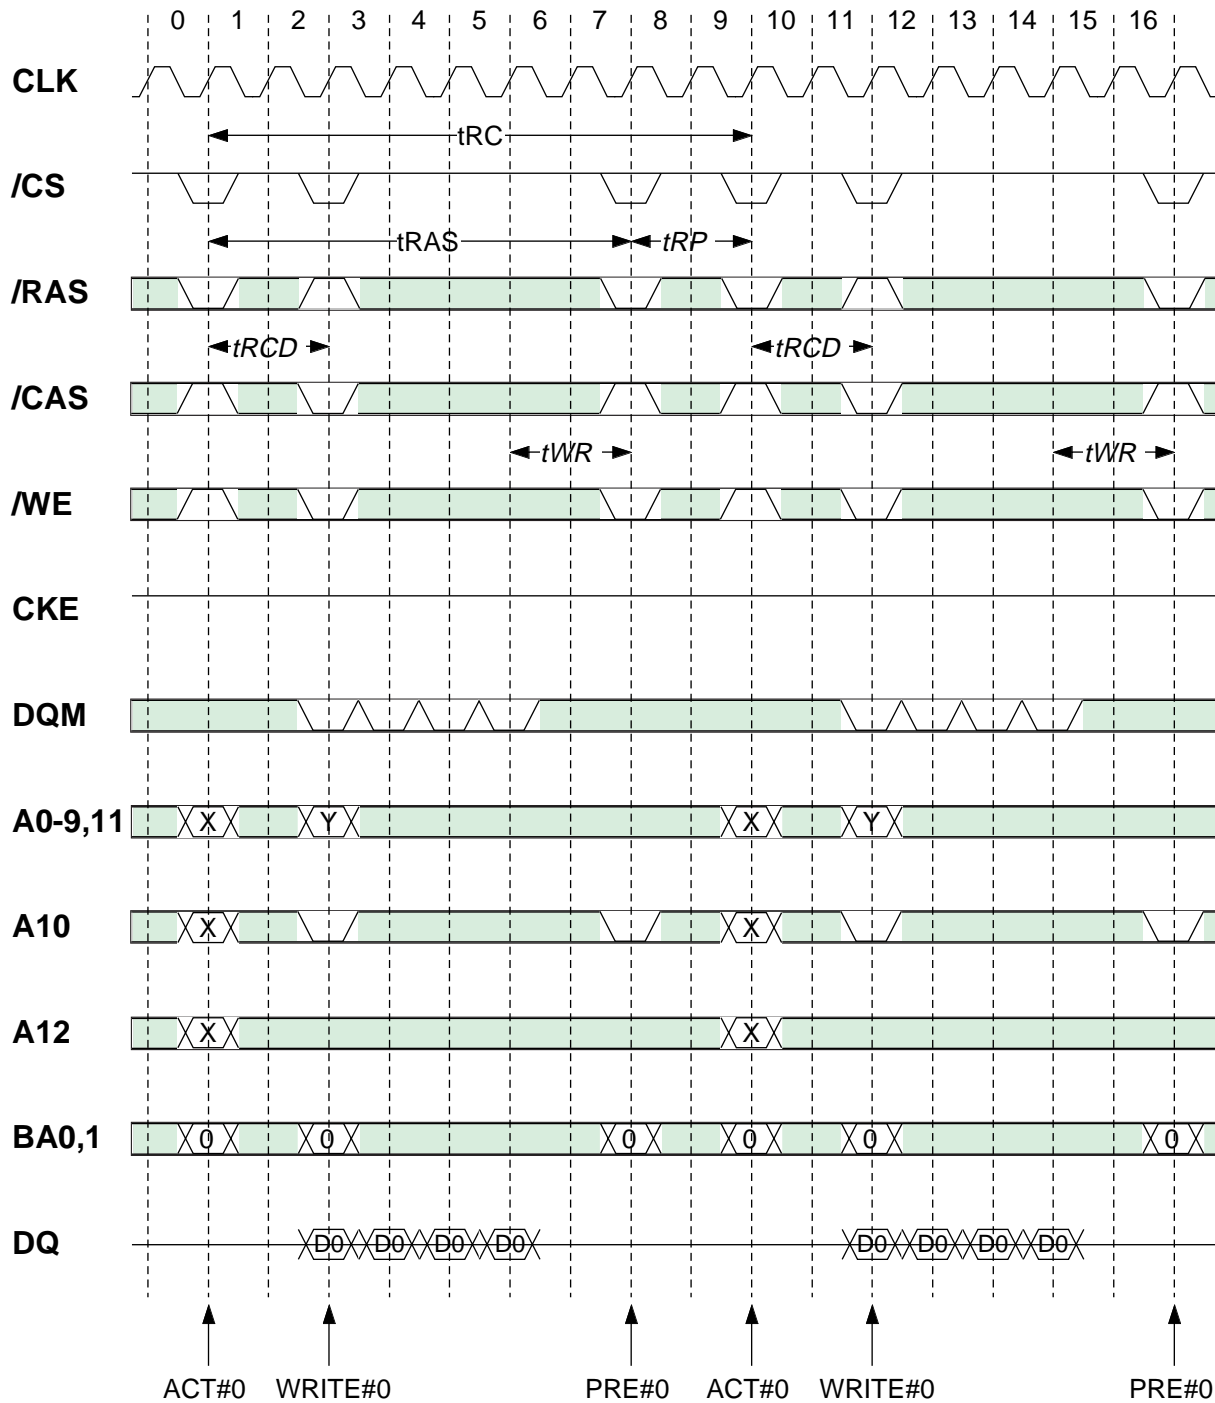 0 1 2 3 4 5 6 7 8 9 10 11 12 13 14 15 16
CLK
tRC
/CS
tRAS tRP
/RAS
tRCD tRCD
/CAS
tWR tWR
/WE
CKE
DQM
A0-9,11 X Y X Y
A10 X X
A12 X X
BA0,1 0 0 0 0 0 0
DQ D0 D0 D0 D0 D0 D0 D0 D0
ACT#0 WRITE#0 PRE#0 ACT#0 WRITE#0 PRE#0